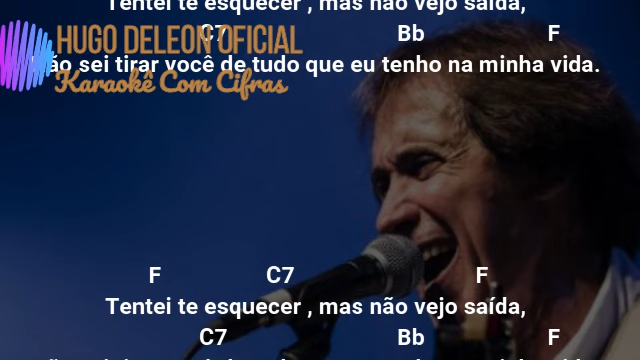 Tentei te esquecer , mas não vejo saída,
C7 Bb F
HUGO DELEON OFICIAL
Não sei tirar você de tudo que eu tenho na minha vida.
Karaokê Com Cifras
F C7 F
Tentei te esquecer , mas não vejo saída,
C7 Bb F